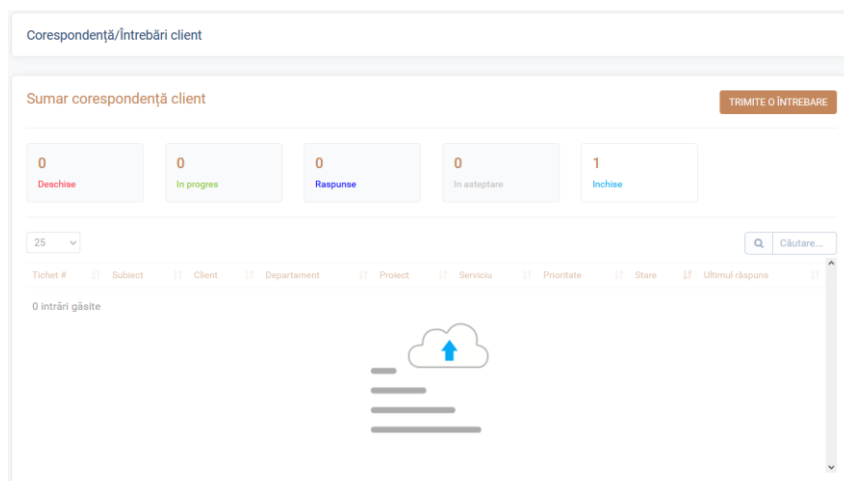 Corespondență/Întrebări client
Sumar corespondență client
TRIMITE O ÎNTREBARE
0 0 0 0 1
Deschise In progres Raspunse In asteptare Inchise
25 Căutare...
Tichet # Subiect Client Departament Proiect Serviciu Prioritate Stare Ultimul răspuns
0 intrări găsite